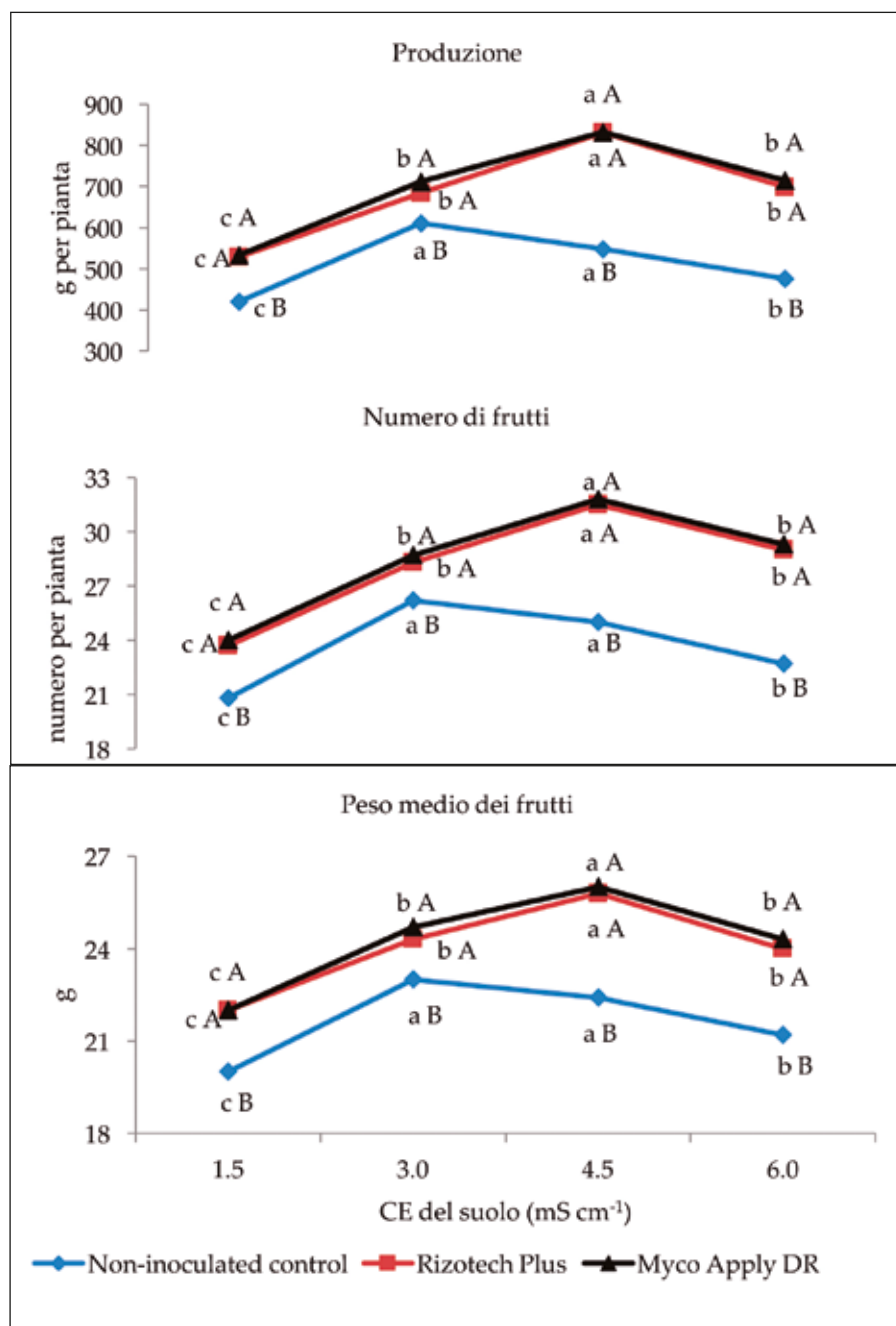 Produzione
a A
900
800
b A
b A
a A
700
b A
b A
c A
600
g per pianta
c A
500
a B
a B
400
c B
b B
300
Numero di frutti
33
a A
b A
b A
30
a A
b A
b A
27
c A
numero per pianta
24
c A
a B
a B
21
c B
b B
18
Peso medio dei frutti
27
a A
b A
b A
24
c A
b A
a A
b A
g
c A
21
a B
a B
b B
c B
18
1.5 3.0 4.5 6.0
CE del suolo (mS cm⁻¹)
Non-inoculated control Rizotech Plus Myco Apply DR